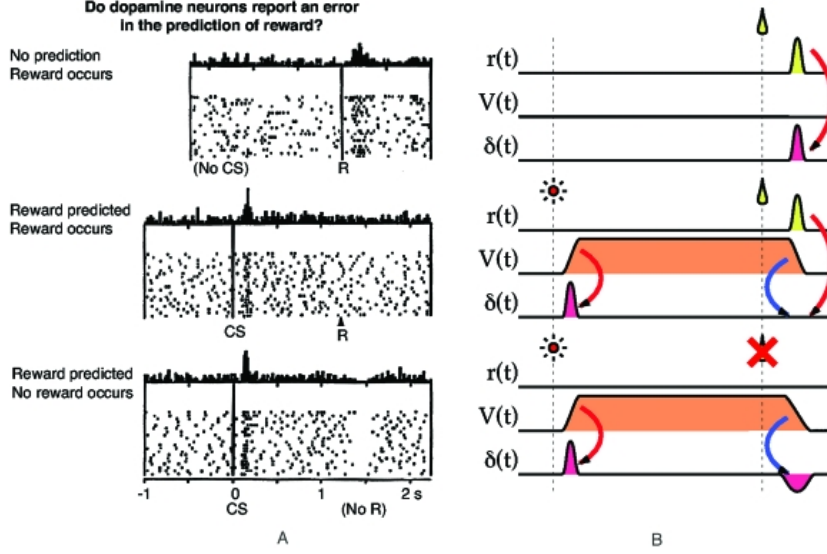 Do dopamine neurons report an error
in the prediction of reward?
No prediction
Reward occurs
(No CS)
R
Reward predicted
Reward occurs
CS
R
Reward predicted
No reward occurs
-1
0
1
2 s
CS
(No R)
A
r(t)
V(t)
δ(t)
r(t)
V(t)
δ(t)
r(t)
V(t)
δ(t)
B